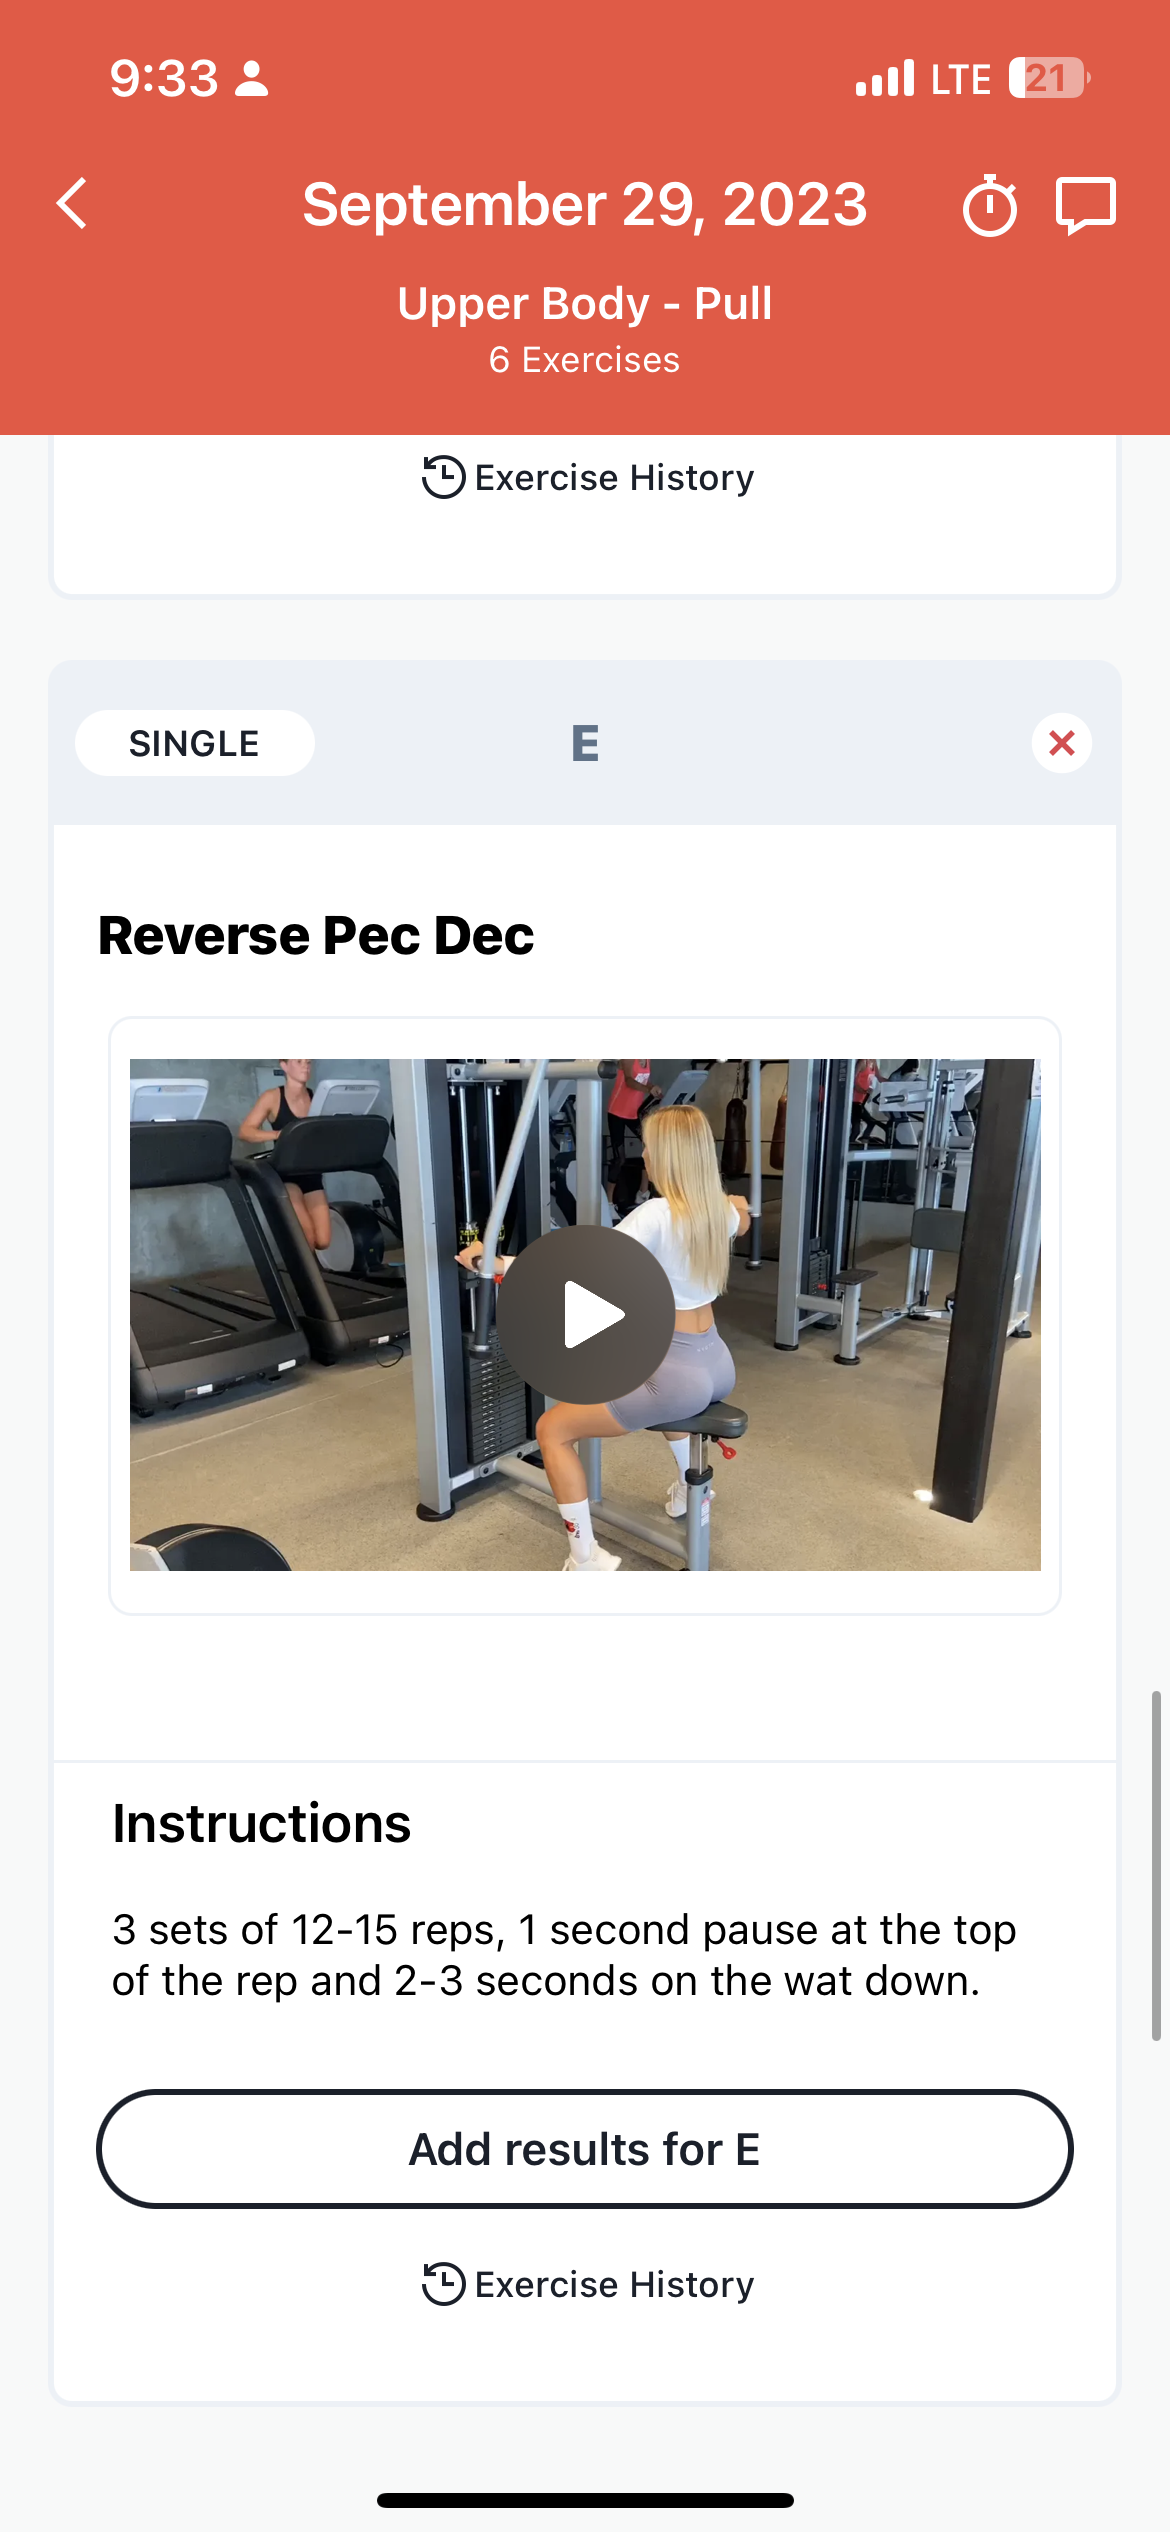 9:33
LTE
21
September 29, 2023
Upper Body - Pull
6 Exercises
Exercise History
SINGLE
E
Reverse Pec Dec
Instructions
3 sets of 12-15 reps, 1 second pause at the top
of the rep and 2-3 seconds on the wat down.
Add results for E
Exercise History